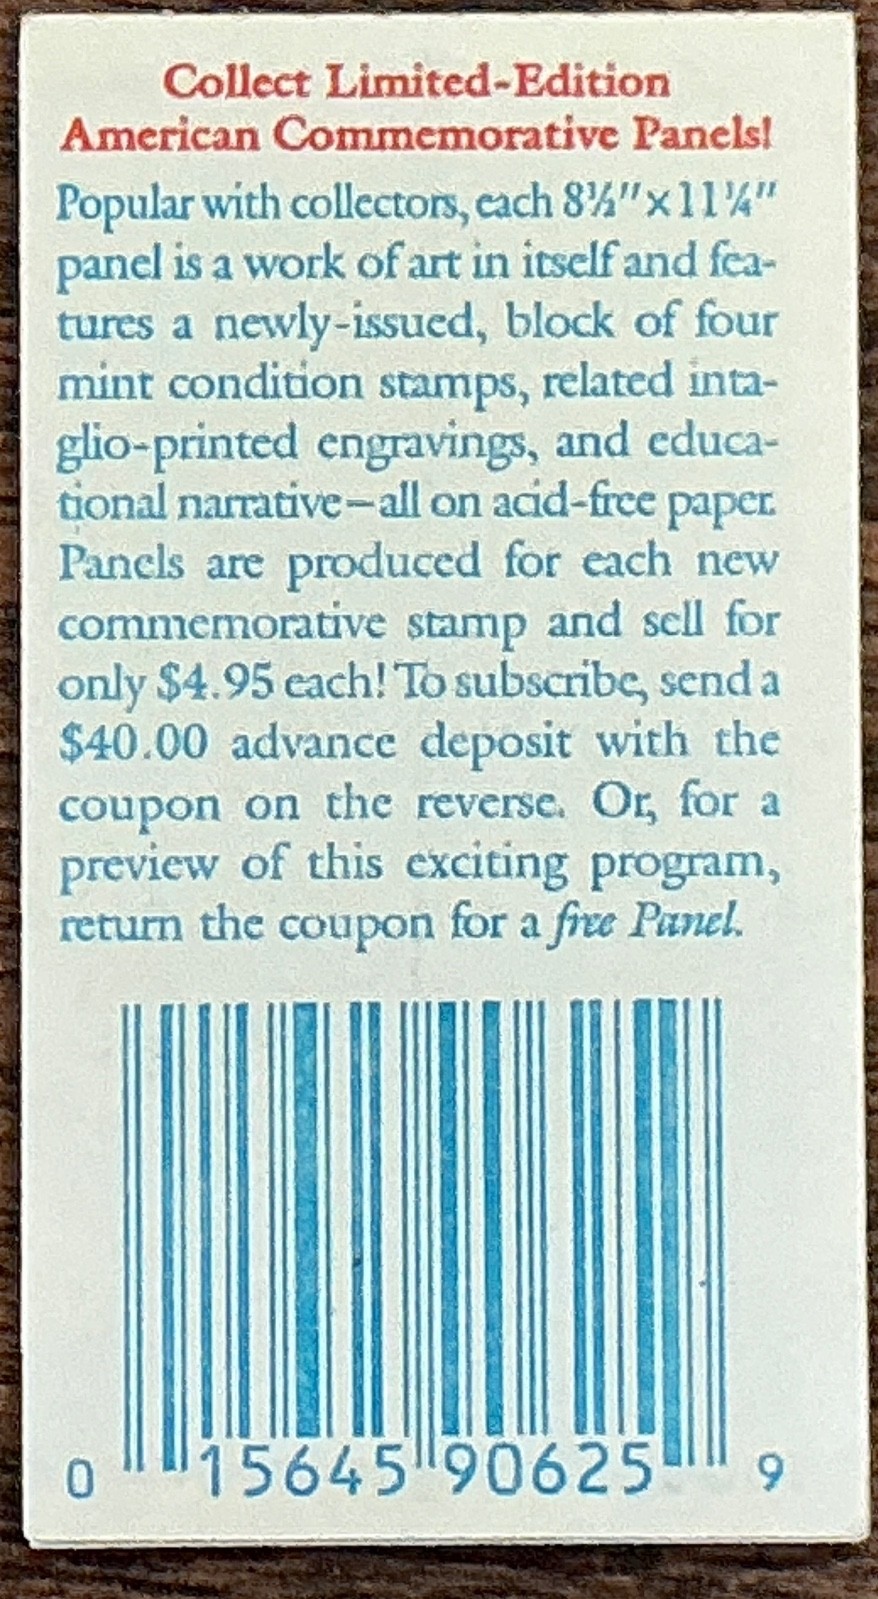 Collect Limited-Edition
American Commemorative Panels!
Popular with collectors, each 8½" x 11¼"
panel is a work of art in itself and fea-
tures a newly-issued, block of four
mint condition stamps, related inta-
glio-printed engravings, and educa-
tional narrative—all on acid-free paper.
Panels are produced for each new
commemorative stamp and sell for
only $4.95 each! To subscribe, send a
$40.00 advance deposit with the
coupon on the reverse. Or, for a
preview of this exciting program,
return the coupon for a free Panel.
0 15645 90625 9